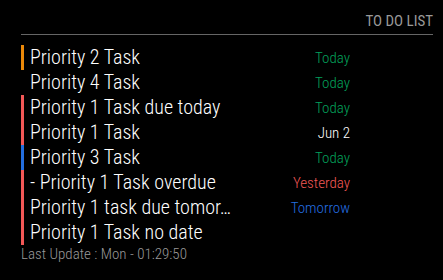 TO DO LIST
Priority 2 Task Today
Priority 4 Task Today
Priority 1 Task due today Today
Priority 1 Task Jun 2
Priority 3 Task Today
- Priority 1 Task overdue Yesterday
Priority 1 task due tomor... Tomorrow
Priority 1 Task no date
Last Update : Mon - 01:29:50